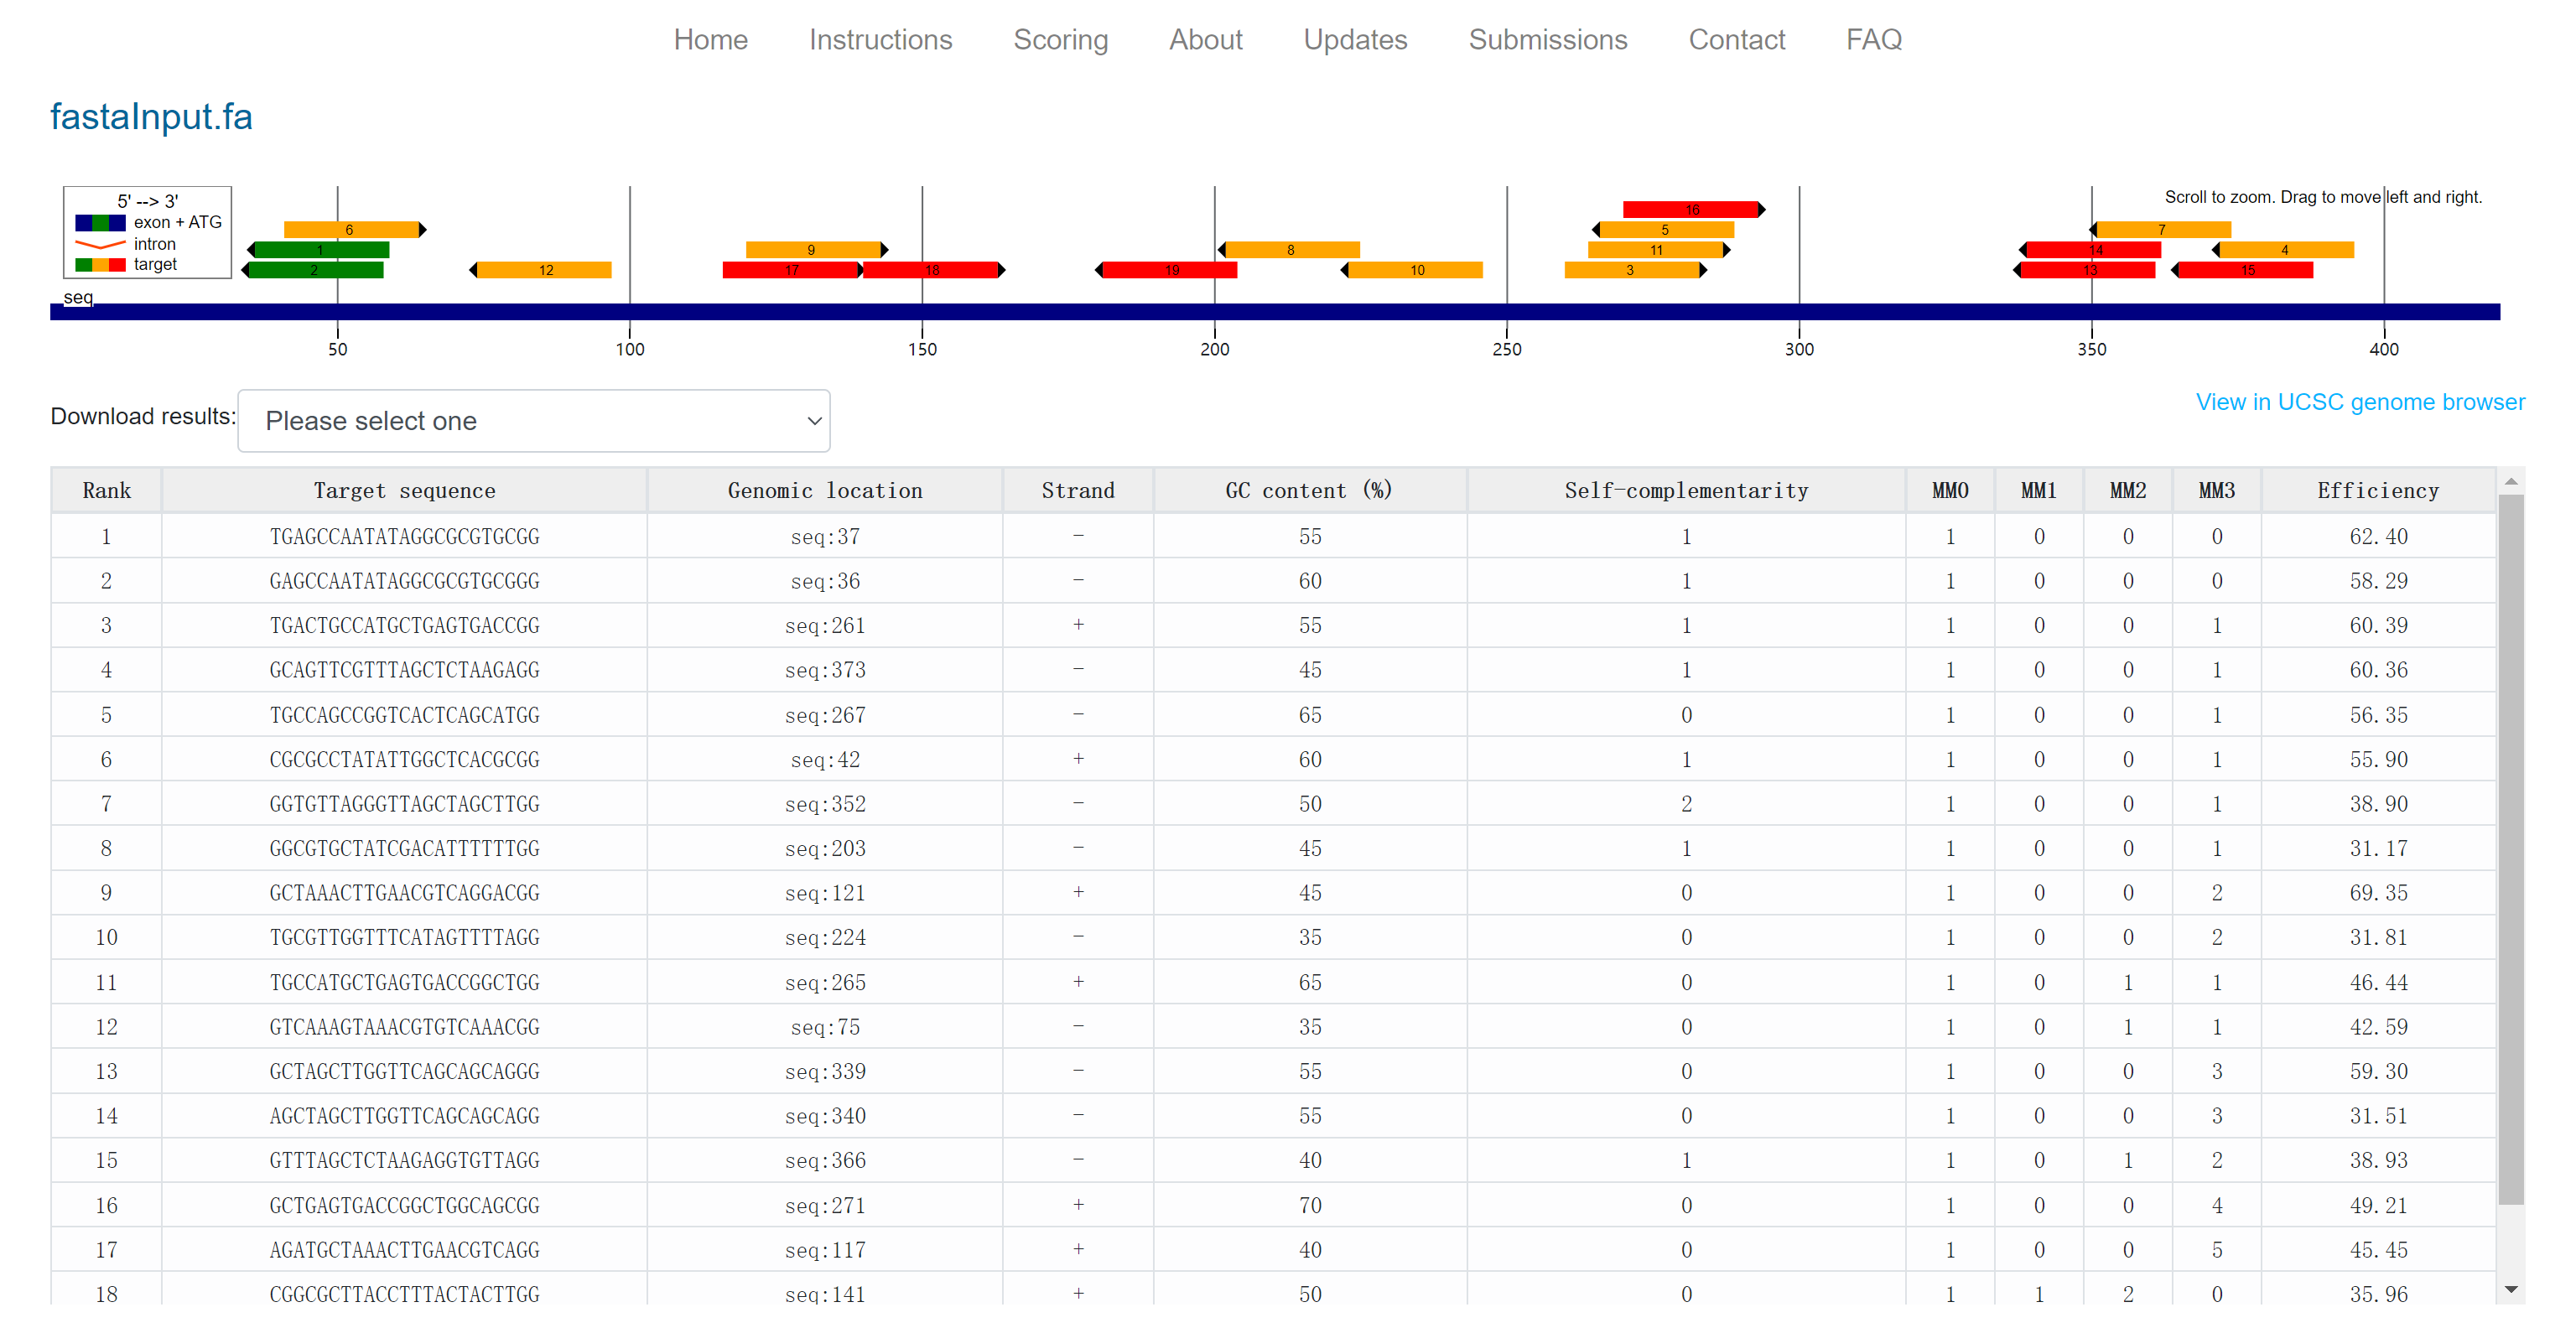 Home Instructions Scoring About Updates Submissions Contact FAQ
fastaInput.fa
5' --> 3'
exon + ATG
intron
target
Scroll to zoom. Drag to move left and right.
16
6 5 7
1 9 8 11 14 4
2 12 17 18 19 10 3 13 15
seq
50 100 150 200 250 300 350 400
Download results: Please select one
View in UCSC genome browser
Rank Target sequence Genomic location Strand GC content (%) Self-complementarity MM0 MM1 MM2 MM3 Efficiency
1 TGAGCCAATATAGGCGCGTGCGG seq:37 - 55 1 1 0 0 0 62.40
2 GAGCCAATATAGGCGCGTGCGGG seq:36 - 60 1 1 0 0 0 58.29
3 TGACTGCCATGCTGAGTGACCGG seq:261 + 55 1 1 0 0 1 60.39
4 GCAGTTCGTTTAGCTCTAAGAGG seq:373 - 45 1 1 0 0 1 60.36
5 TGCCAGCCGGTCACTCAGCATGG seq:267 - 65 0 1 0 0 1 56.35
6 CGCGCCTATATTGGCTCACGCGG seq:42 + 60 1 1 0 0 1 55.90
7 GGTGTTAGGGTTAGCTAGCTTGG seq:352 - 50 2 1 0 0 1 38.90
8 GGCGTGCTATCGACATTTTTTGG seq:203 - 45 1 1 0 0 1 31.17
9 GCTAAACTTGAACGTCAGGACGG seq:121 + 45 0 1 0 0 2 69.35
10 TGCGTTGGTTTCATAGTTTTAGG seq:224 - 35 0 1 0 0 2 31.81
11 TGCCATGCTGAGTGACCGGCTGG seq:265 + 65 0 1 0 1 1 46.44
12 GTCAAAGTAAACGTGTCAAACGG seq:75 - 35 0 1 0 1 1 42.59
13 GCTAGCTTGGTTCAGCAGCAGGG seq:339 - 55 0 1 0 0 3 59.30
14 AGCTAGCTTGGTTCAGCAGCAGG seq:340 - 55 0 1 0 0 3 31.51
15 GTTTAGCTCTAAGAGGTGTTAGG seq:366 - 40 1 1 0 1 2 38.93
16 GCTGAGTGACCGGCTGGCAGCGG seq:271 + 70 0 1 0 0 4 49.21
17 AGATGCTAAACTTGAACGTCAGG seq:117 + 40 0 1 0 0 5 45.45
18 CGGCGCTTACCTTTACTACTTGG seq:141 + 50 0 1 1 2 0 35.96